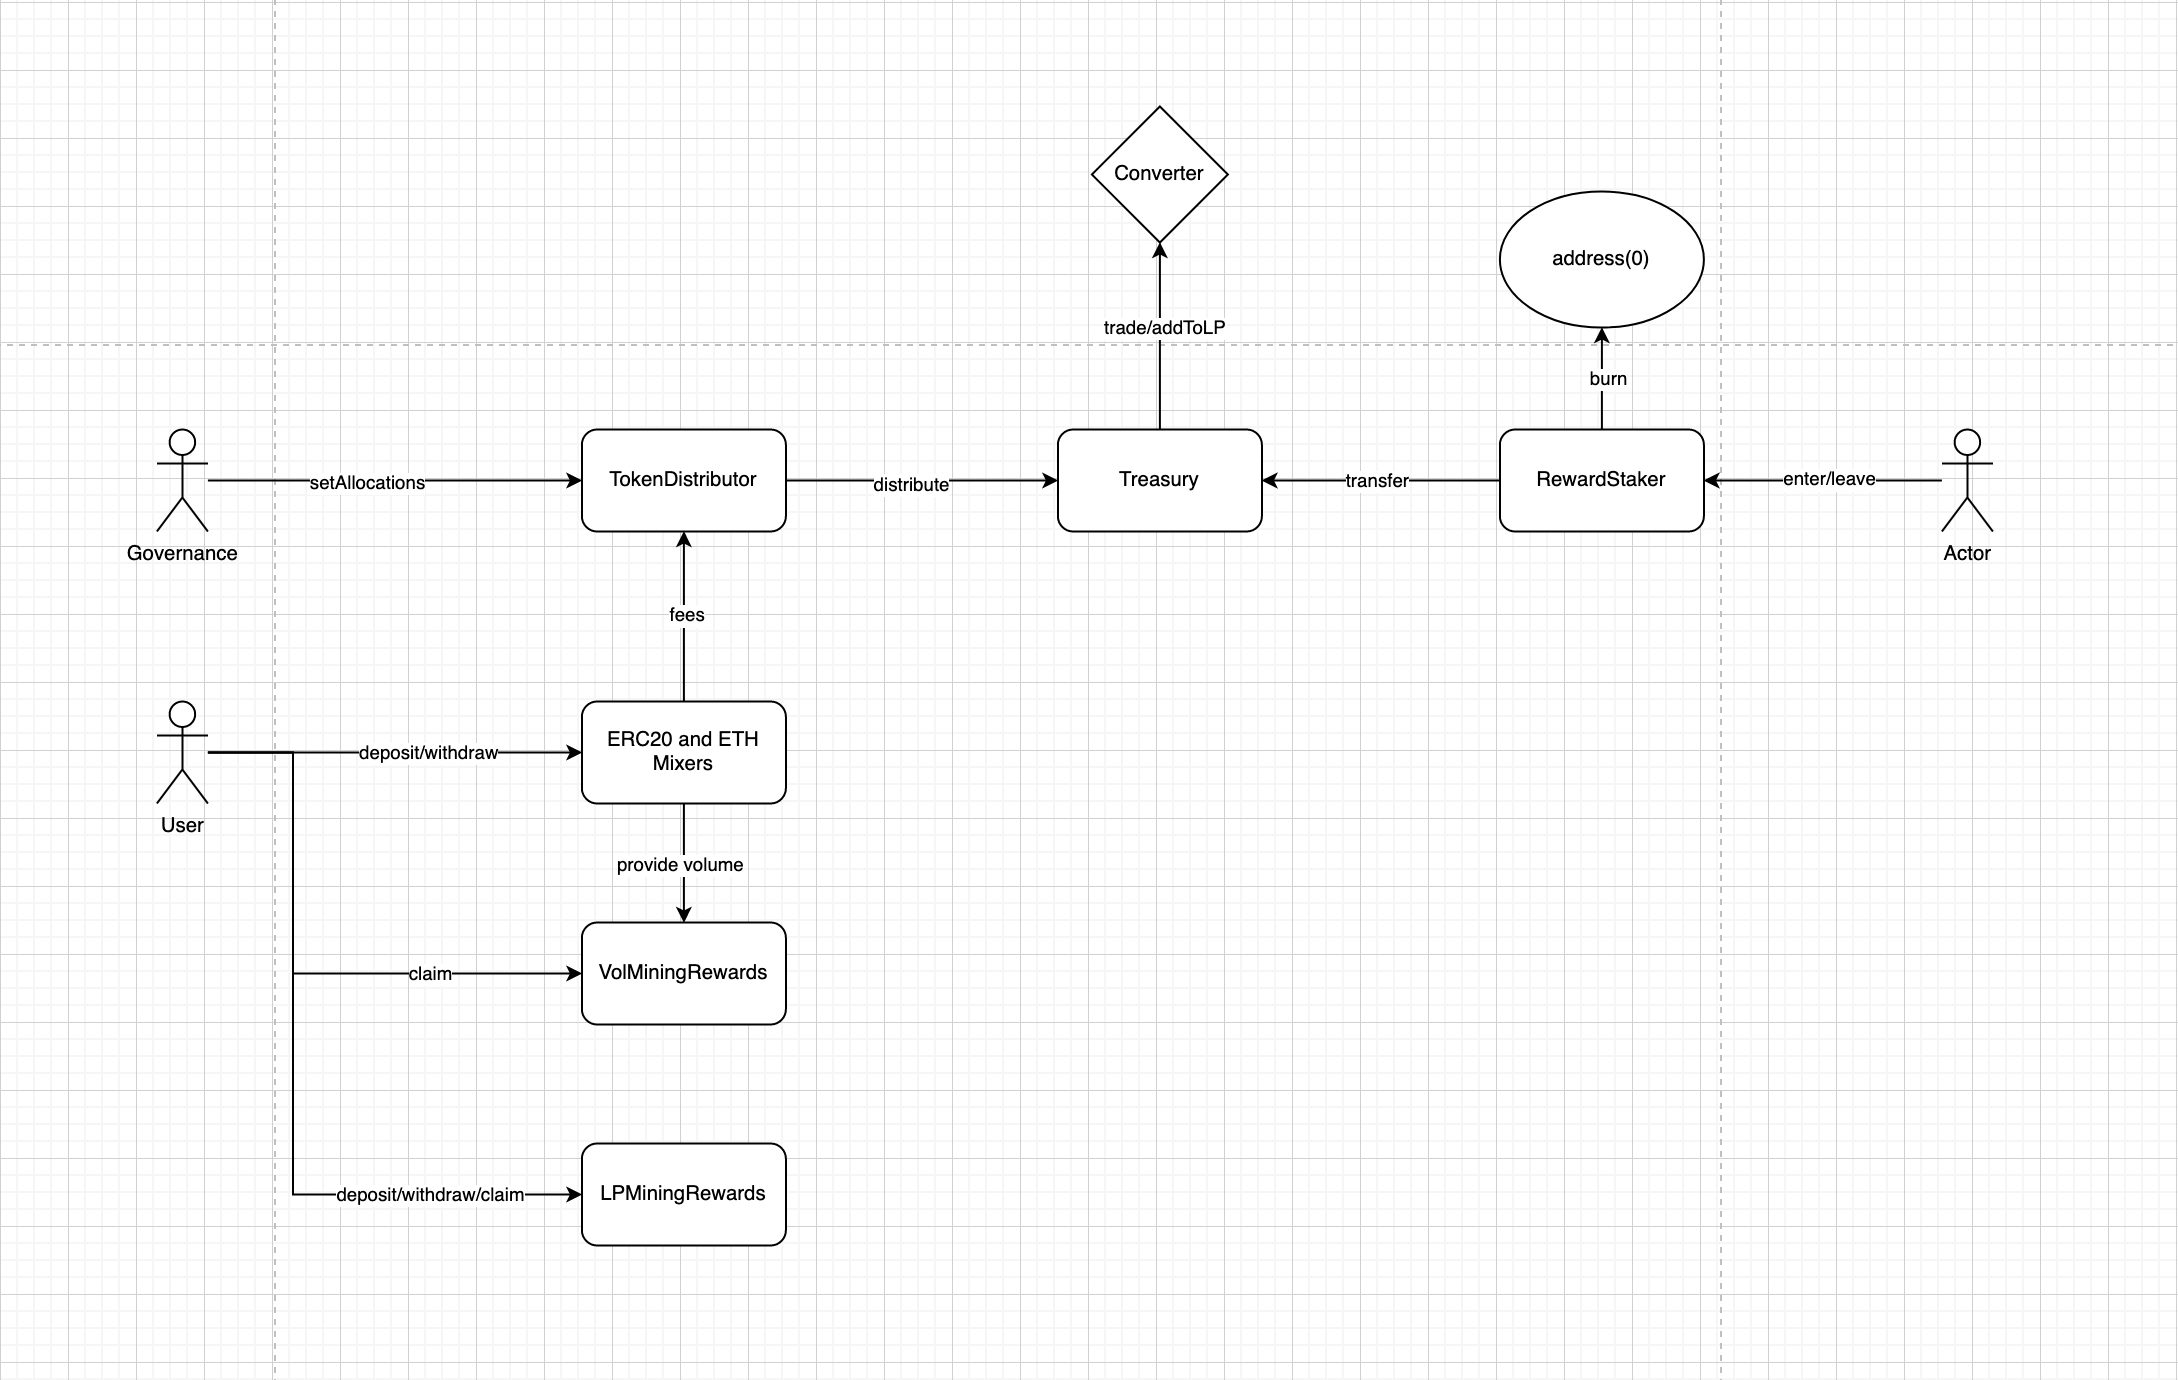 Converter
address(0)
trade/addToLP
burn
setAllocations
TokenDistributor
distribute
Treasury
transfer
RewardStaker
enter/leave
Governance
Actor
fees
deposit/withdraw
ERC20 and ETH
Mixers
User
provide volume
claim
VolMiningRewards
deposit/withdraw/claim
LPMiningRewards